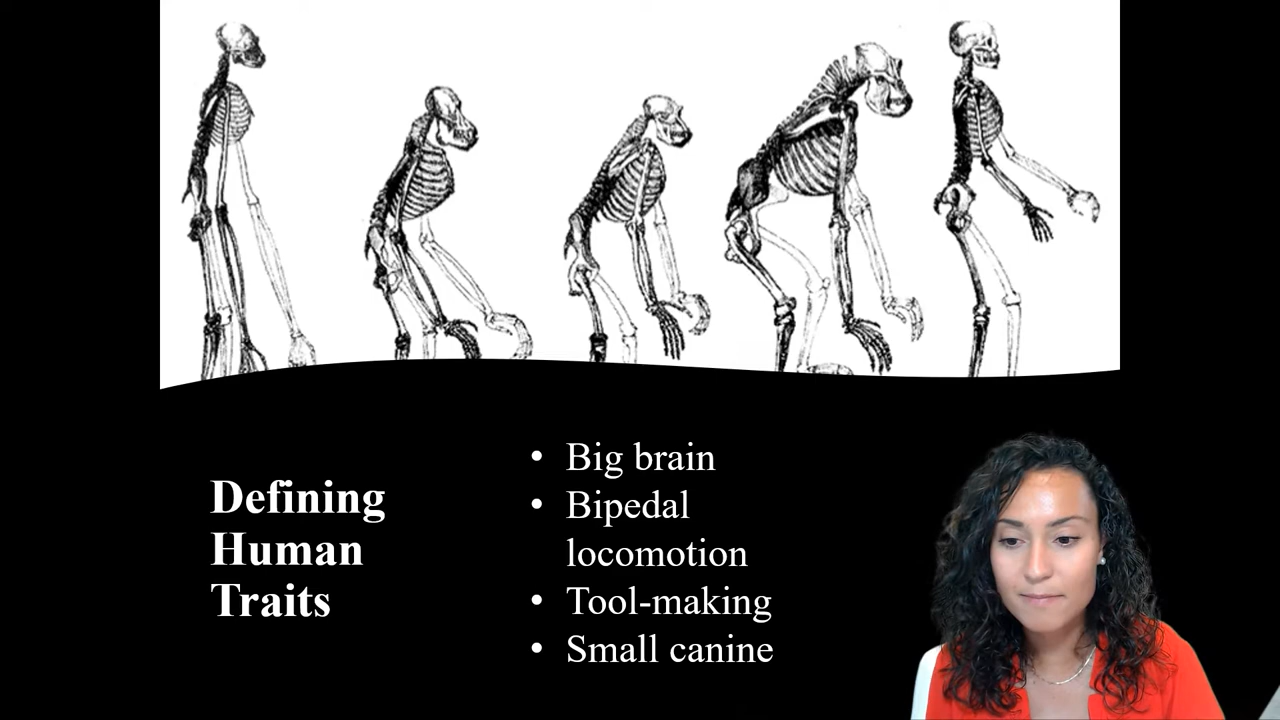 Defining
Human
Traits
• Big brain
• Bipedal
locomotion
• Tool-making
• Small canine